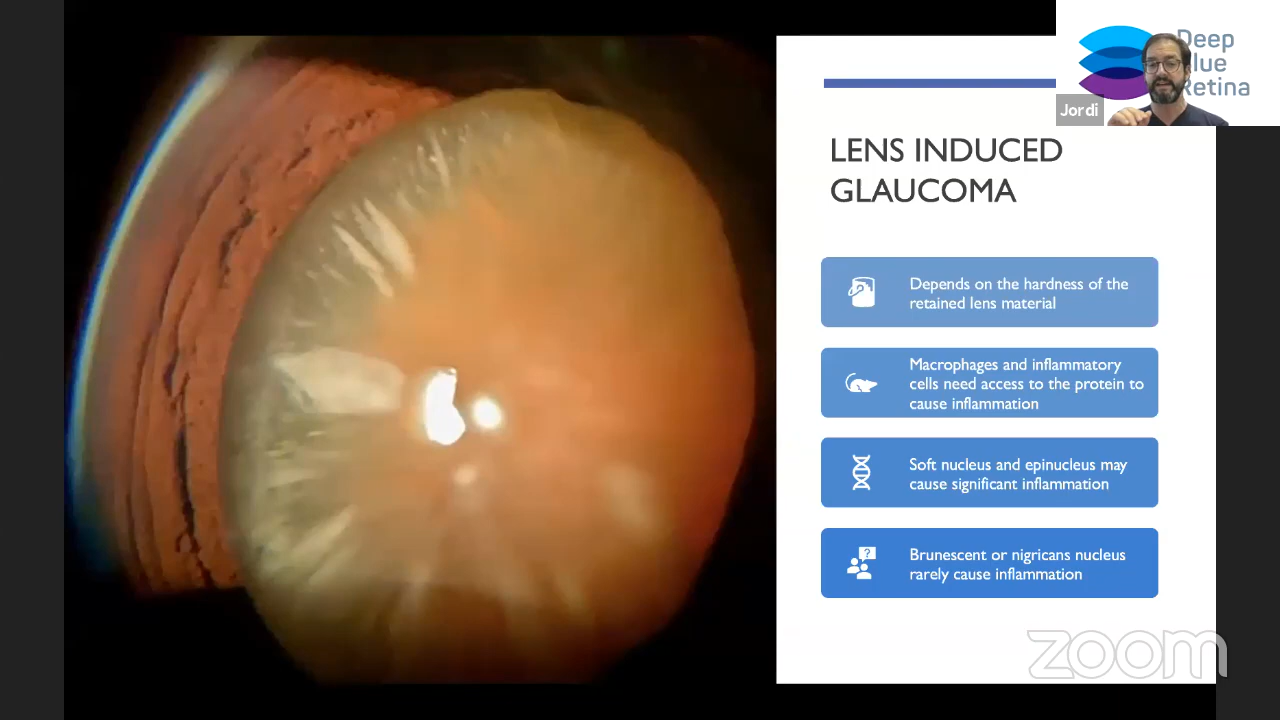 Deep
Blue
Retina
Jordi
LENS INDUCED
GLAUCOMA
Depends on the hardness of the
retained lens material
Macrophages and inflammatory
cells need access to the protein to
cause inflammation
Soft nucleus and epinucleus may
cause significant inflammation
?
Brunescent or nigricans nucleus
rarely cause inflammation
zoom